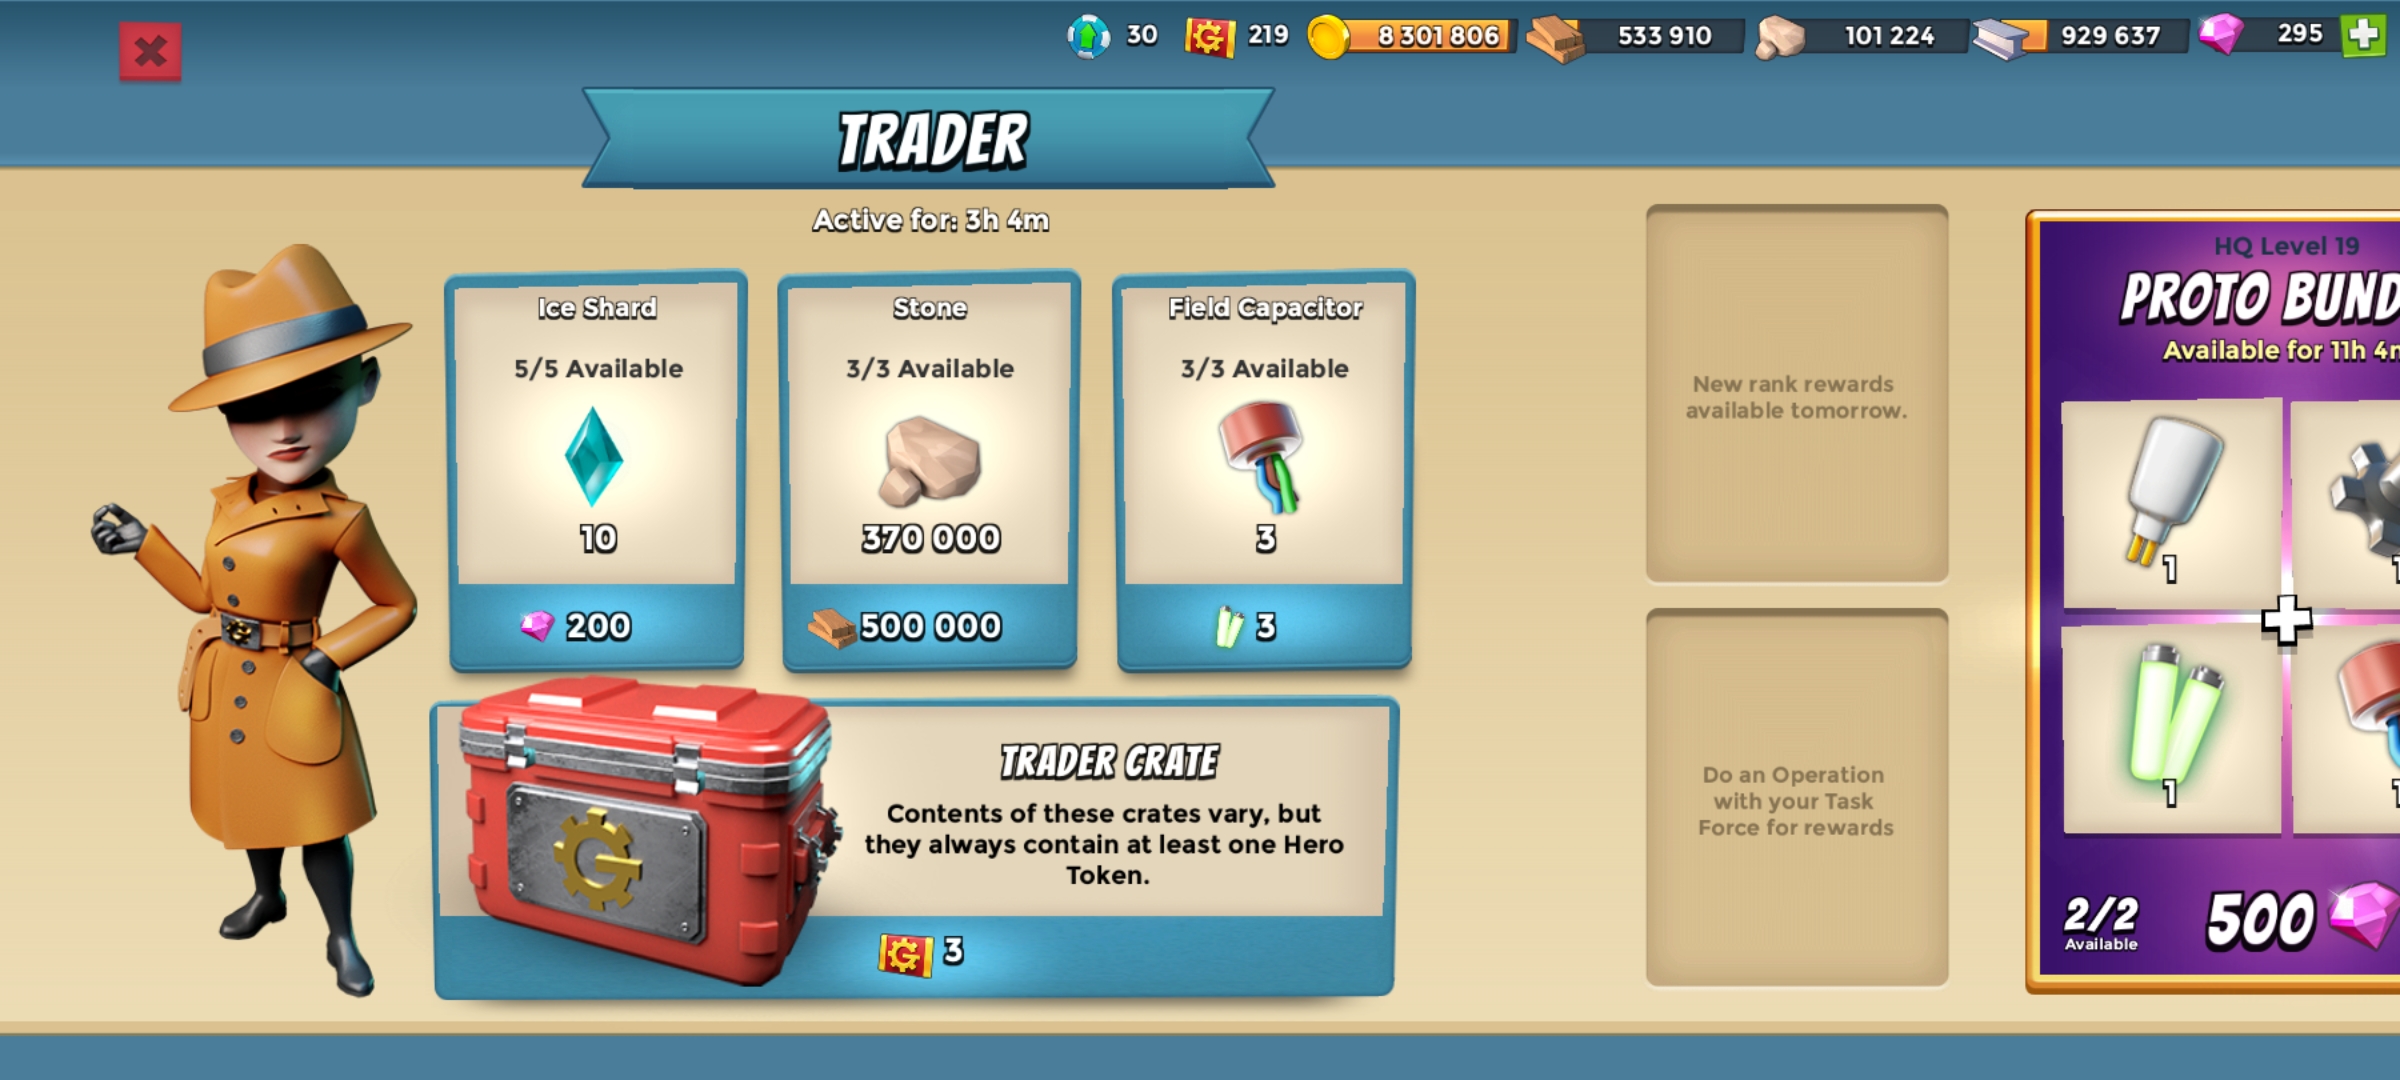 30
219
8 301 806
533 910
101 224
929 637
295
TRADER
Active for: 3h 4m
Ice Shard
5/5 Available
10
200
Stone
3/3 Available
370 000
500 000
Field Capacitor
3/3 Available
3
3
TRADER CRATE
Contents of these crates vary, but
they always contain at least one Hero
Token.
3
New rank rewards
available tomorrow.
Do an Operation
with your Task
Force for rewards
HQ Level 19
PROTO BUND
Available for 11h 4
1
1
2/2
Available
500